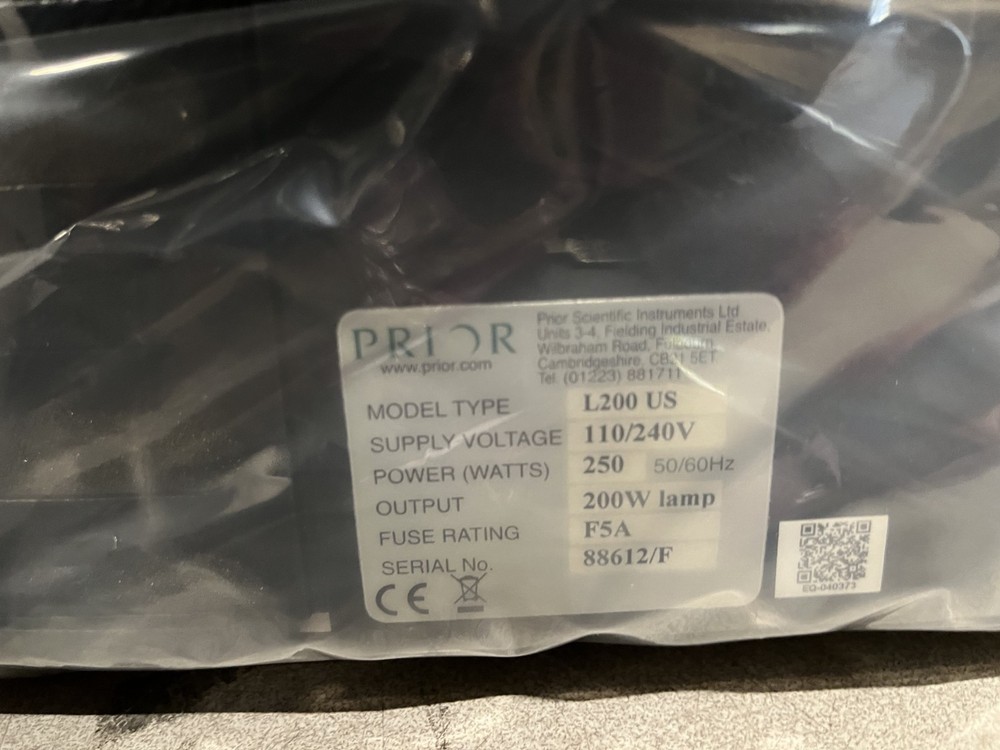 PRIOR
www.prior.com
Prior Scientific Instruments Ltd
Units 3-4, Fielding Industrial Estate,
Wilbraham Road, Fulbourn,
Cambridgeshire, CB21 5ET
Tel. (01223) 881711
MODEL TYPE L200 US
SUPPLY VOLTAGE 110/240V
POWER (WATTS) 250 50/60Hz
OUTPUT 200W lamp
FUSE RATING F5A
SERIAL No. 88612/F
CE
EQ-040373